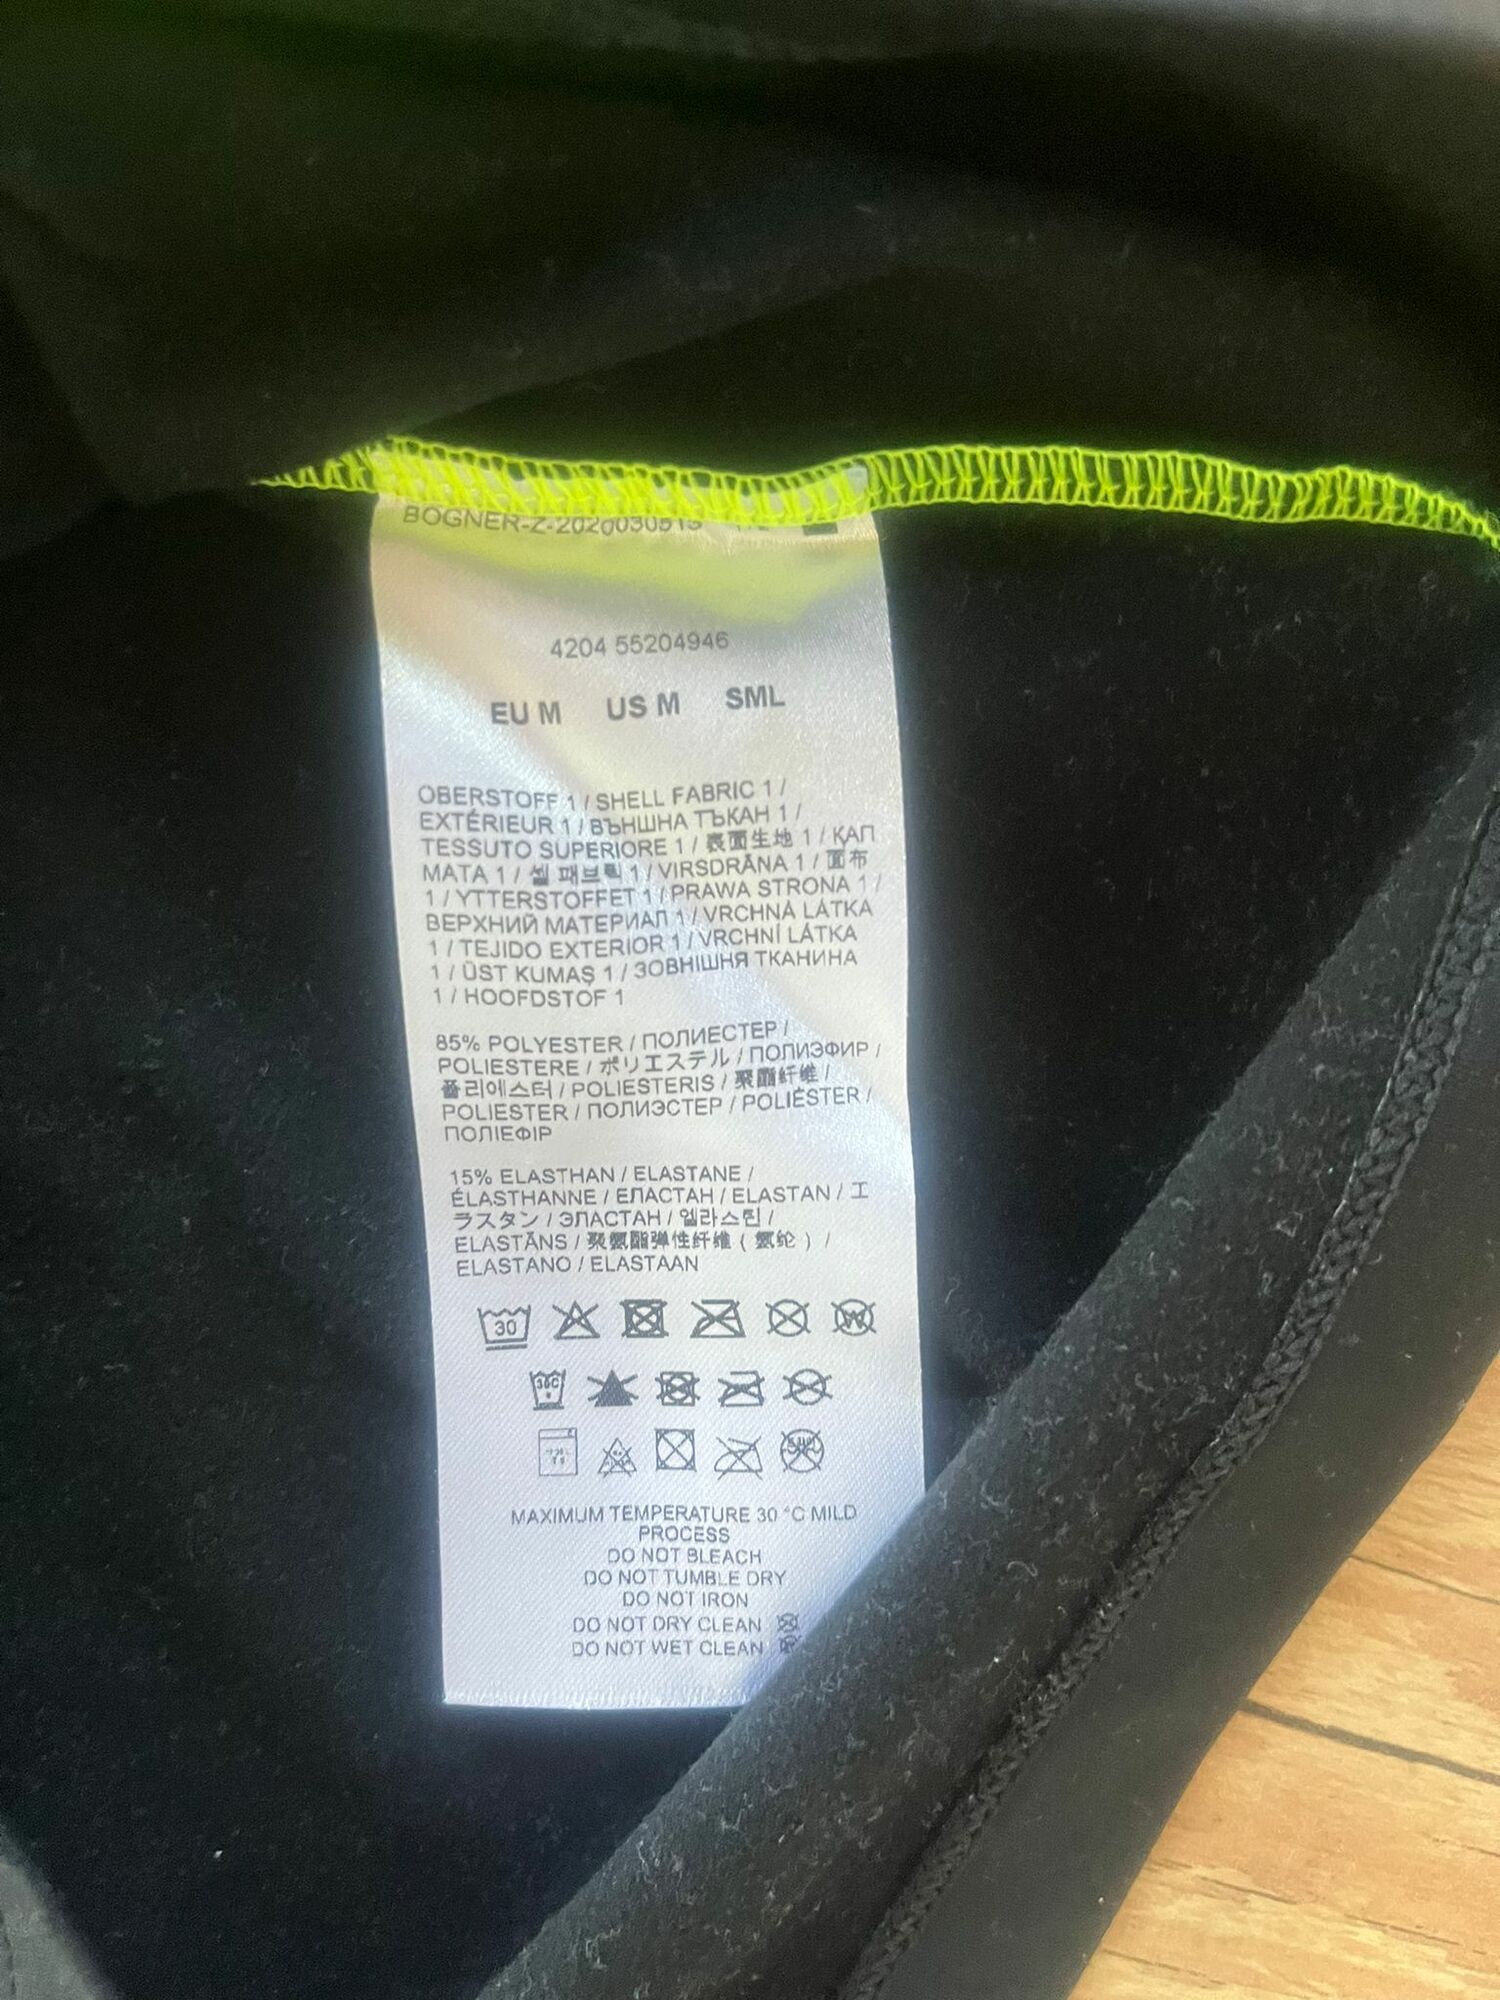 BOGNER-Z-2020030513
4204 55204946
EU M US M SML
OBERSTOFF 1 / SHELL FABRIC 1 /
EXTÉRIEUR 1 / ВЪНШНА ТЪКАН 1 /
TESSUTO SUPERIORE 1 / 表面生地 1 / ҚАП
МАТА 1 / 셸 패브릭 1 / VIRSDRĀNA 1 / 面布
1 / YTTERSTOFFET 1 / PRAWA STRONA 1 /
ВЕРХНИЙ МАТЕРИАЛ 1 / VRCHNÁ LÁTKA
1 / TEJIDO EXTERIOR 1 / VRCHNÍ LÁTKA
1 / ÜST KUMAŞ 1 / ЗОВНІШНЯ ТКАНИНА
1 / HOOFDSTOF 1
85% POLYESTER / ПОЛИЕСТЕР /
POLIESTERE / ポリエステル / ПОЛИЭФИР /
폴리에스터 / POLIESTERIS / 聚酯纤维 /
POLIESTER / ПОЛИЭСТЕР / POLIÉSTER /
ПОЛІЕФІР
15% ELASTHAN / ELASTANE /
ÉLASTHANNE / ЕЛАСТАН / ELASTAN / エ
ラスタン / ЭЛАСТАН / 엘라스틴 /
ELASTĀNS / 聚氨酯弹性纤维 ( 氨纶 ) /
ELASTANO / ELASTAAN
30 W
30C
MAXIMUM TEMPERATURE 30 °C MILD
PROCESS
DO NOT BLEACH
DO NOT TUMBLE DRY
DO NOT IRON
DO NOT DRY CLEAN
DO NOT WET CLEAN